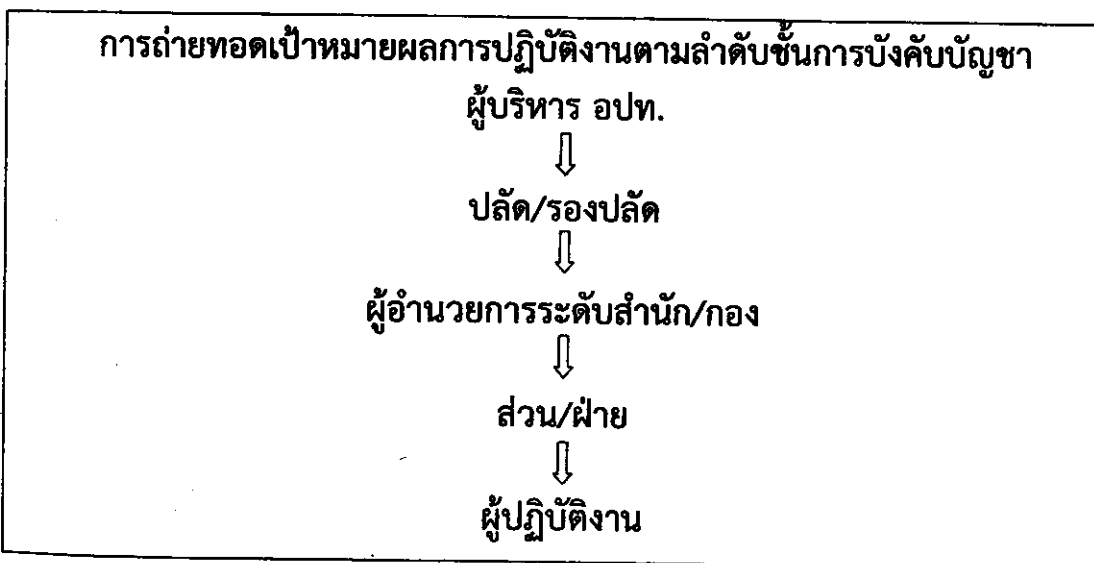 การถ่ายทอดเป้าหมายผลการปฏิบัติงานตามลำดับชั้นการบังคับบัญชา
ผู้บริหาร อปท.
ปลัด/รองปลัด
ผู้อำนวยการระดับสำนัก/กอง
ส่วน/ฝ่าย
ผู้ปฏิบัติงาน